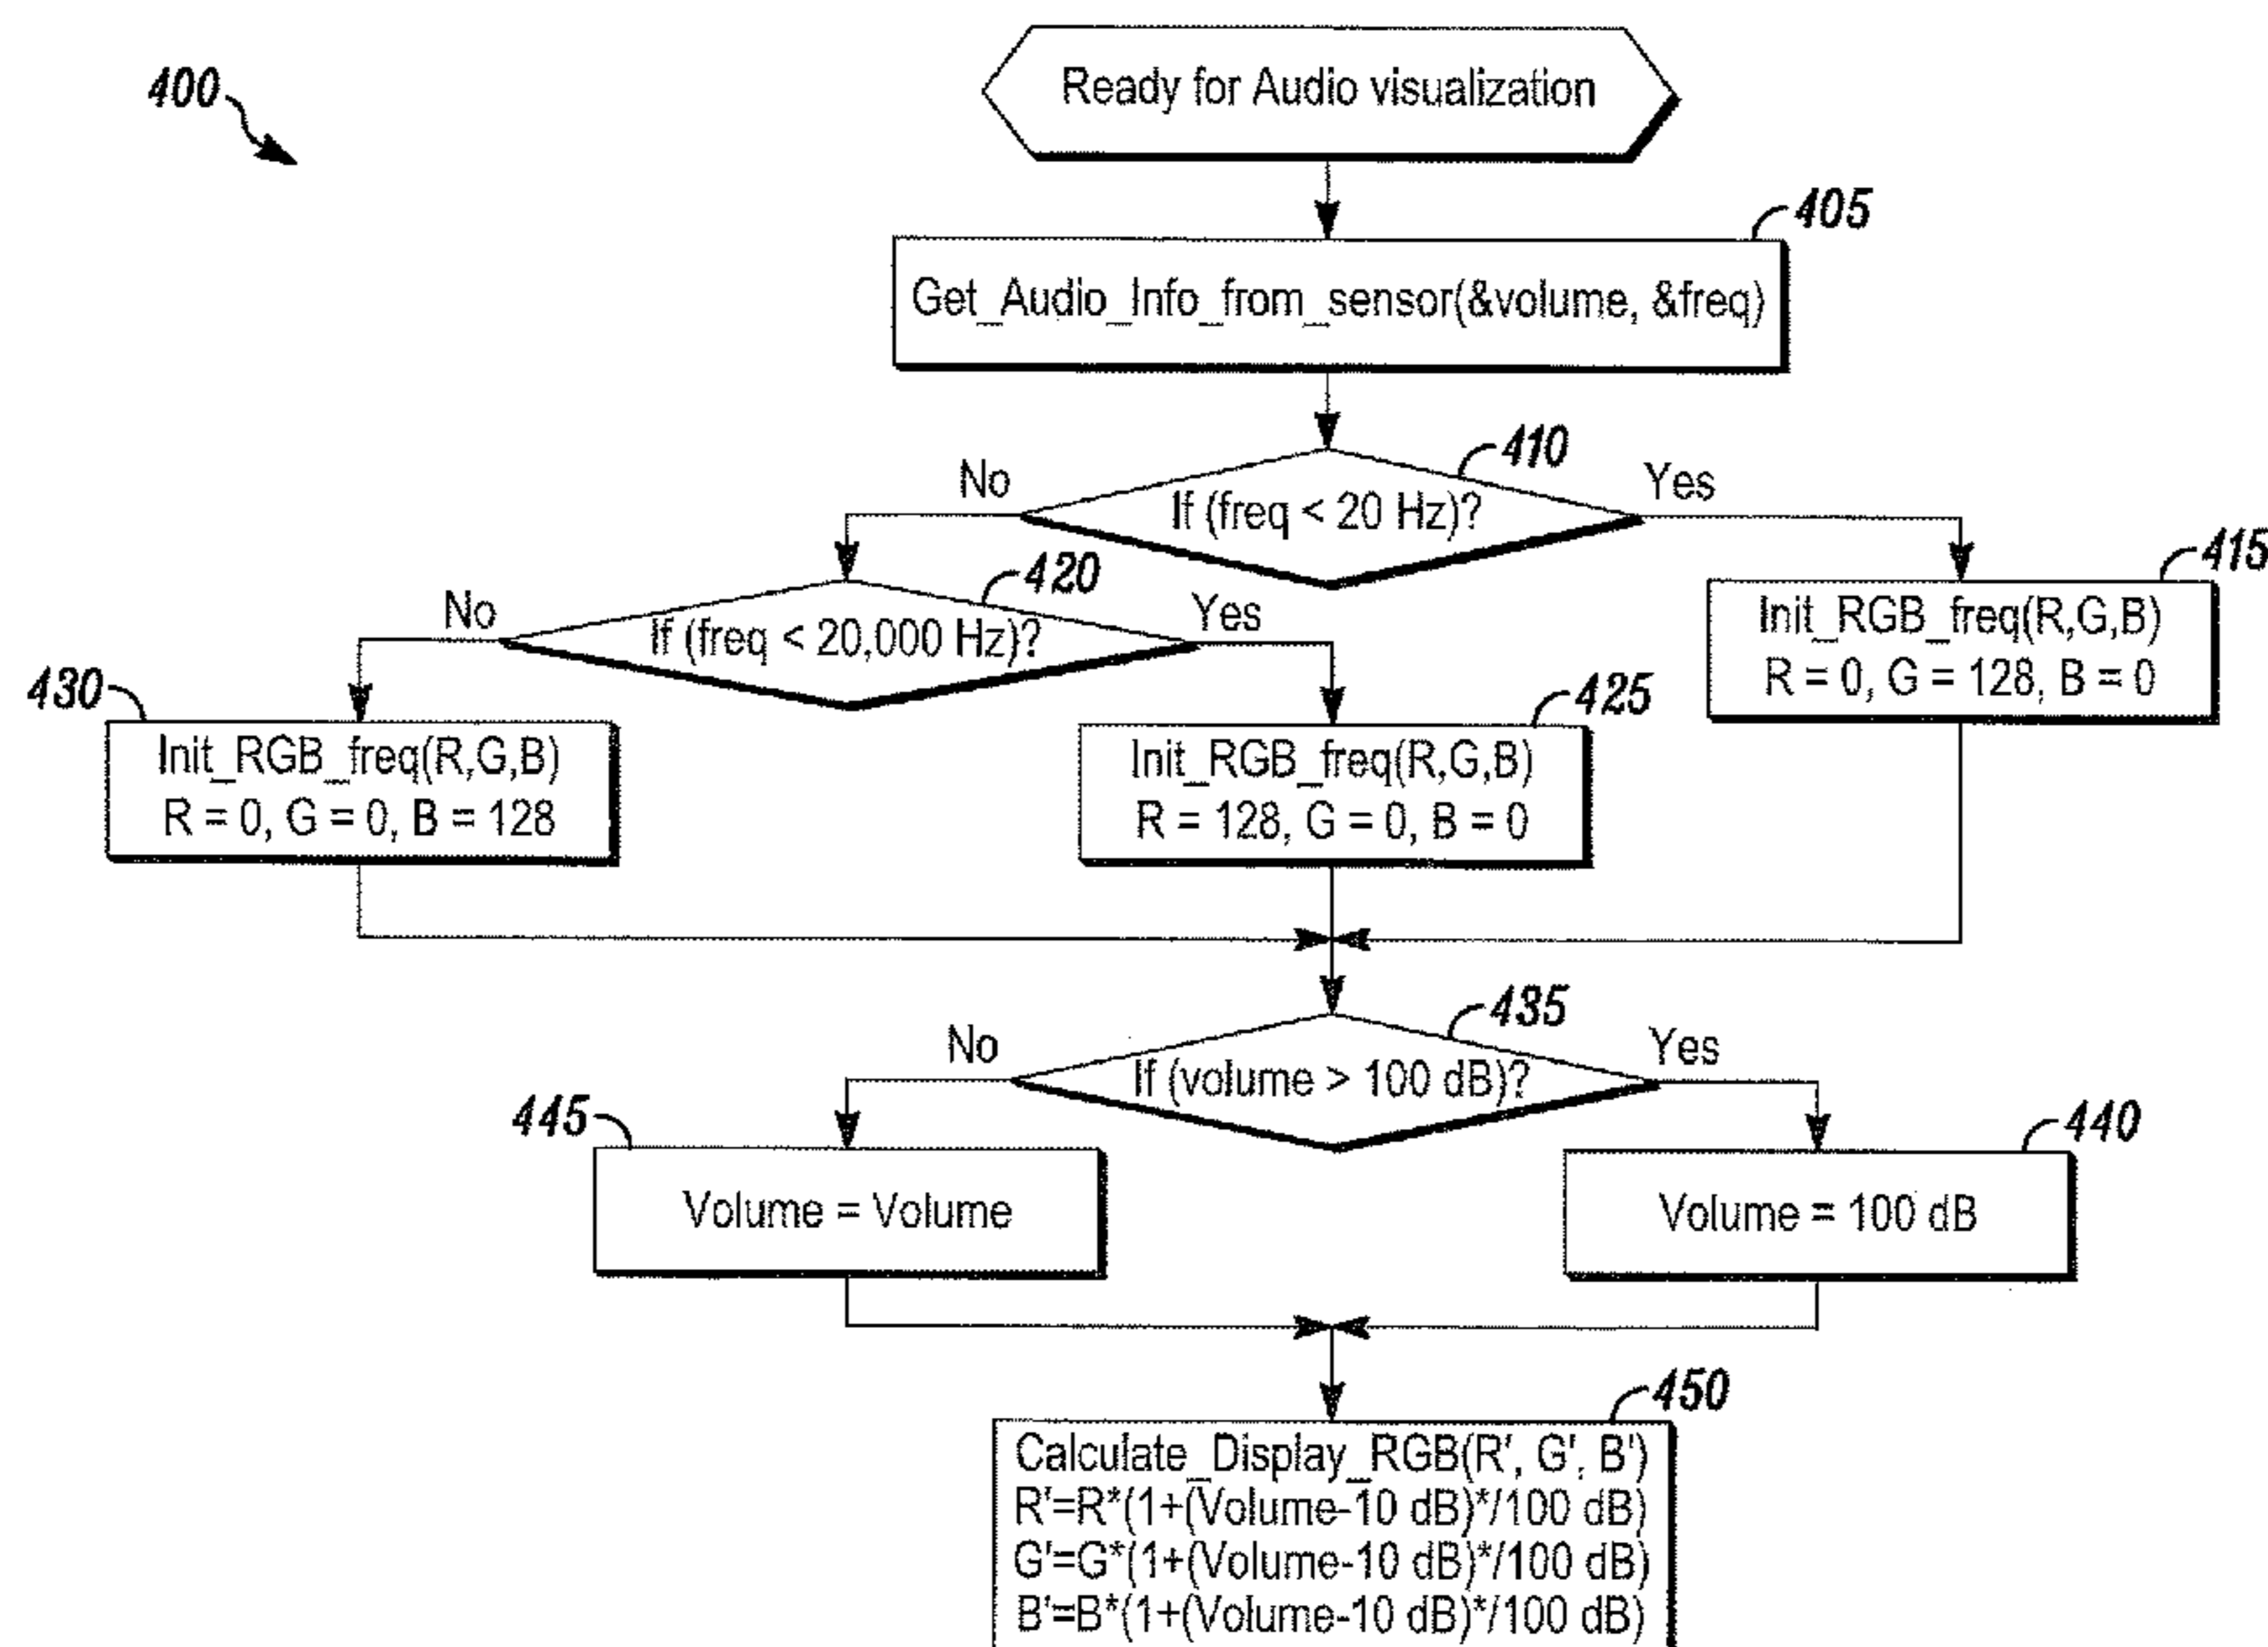 400
Ready for Audio visualization
405
Get_Audio_Info_from_sensor(&volume, &freq)
410
No
If (freq < 20 Hz)?
Yes
415
Init_RGB_freq(R,G,B)
R = 0, G = 128, B = 0
420
No
If (freq < 20,000 Hz)?
Yes
430
Init_RGB_freq(R,G,B)
R = 0, G = 0, B = 128
425
Init_RGB_freq(R,G,B)
R = 128, G = 0, B = 0
435
No
If (volume > 100 dB)?
Yes
445
Volume = Volume
440
Volume = 100 dB
450
Calculate_Display_RGB(R', G', B')
R'=R*(1+(Volume-10 dB)*/100 dB)
G'=G*(1+(Volume-10 dB)*/100 dB)
B'=B*(1+(Volume-10 dB)*/100 dB)